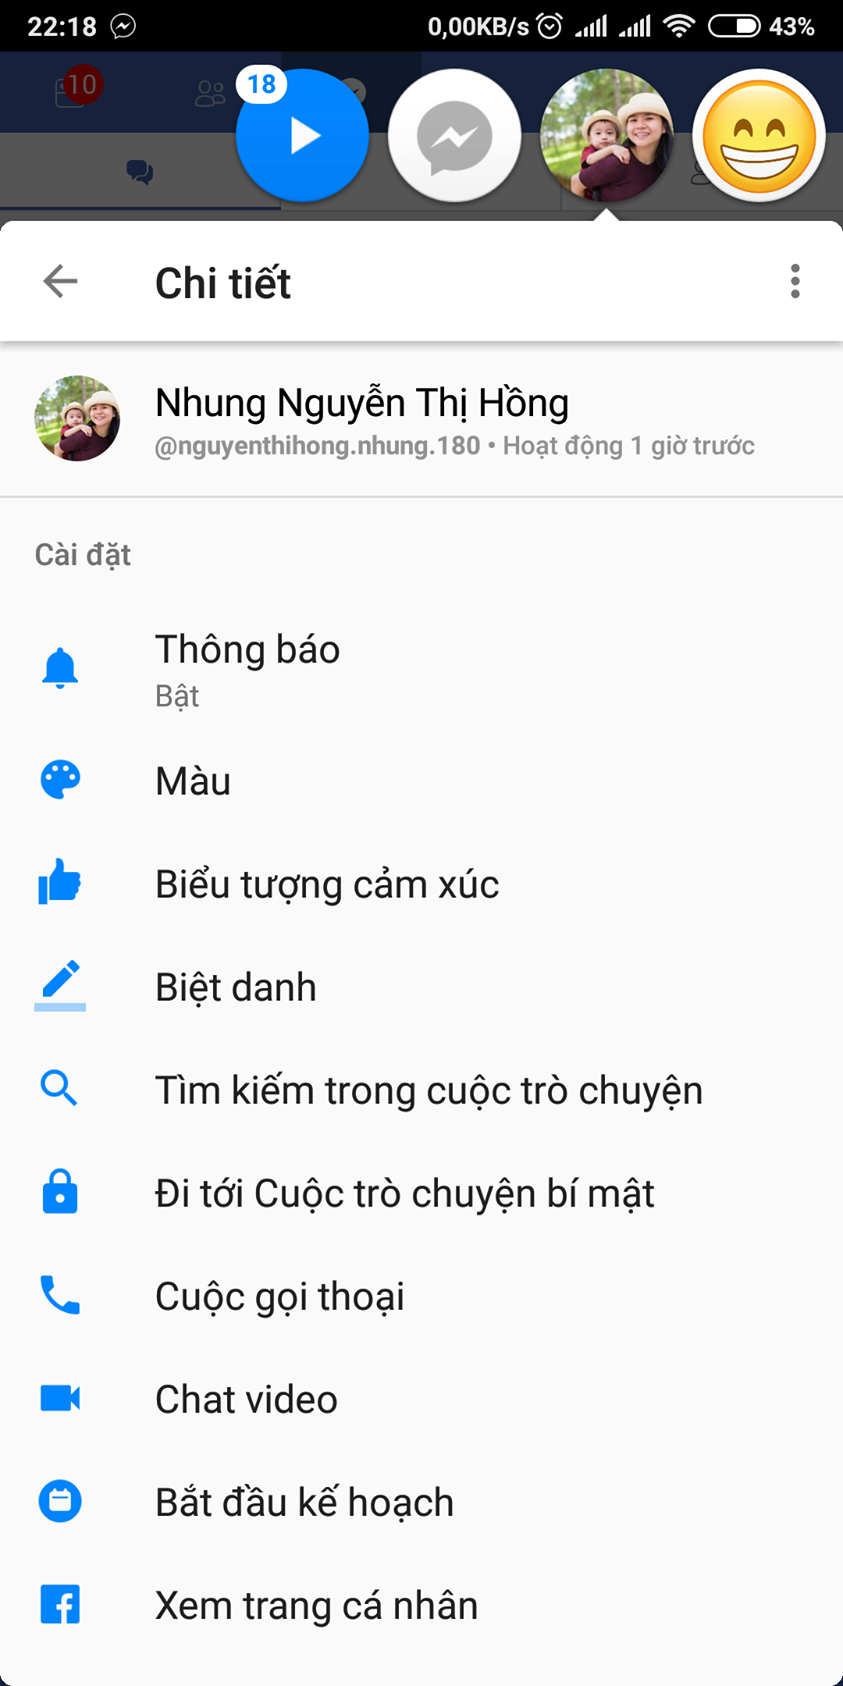 22:18 0,00KB/s 43%
10
18
Chi tiết
Nhung Nguyễn Thị Hồng
@nguyenthihong.nhung.180 • Hoạt động 1 giờ trước
Cài đặt
Thông báo
Bật
Màu
Biểu tượng cảm xúc
Biệt danh
Tìm kiếm trong cuộc trò chuyện
Đi tới Cuộc trò chuyện bí mật
Cuộc gọi thoại
Chat video
Bắt đầu kế hoạch
Xem trang cá nhân